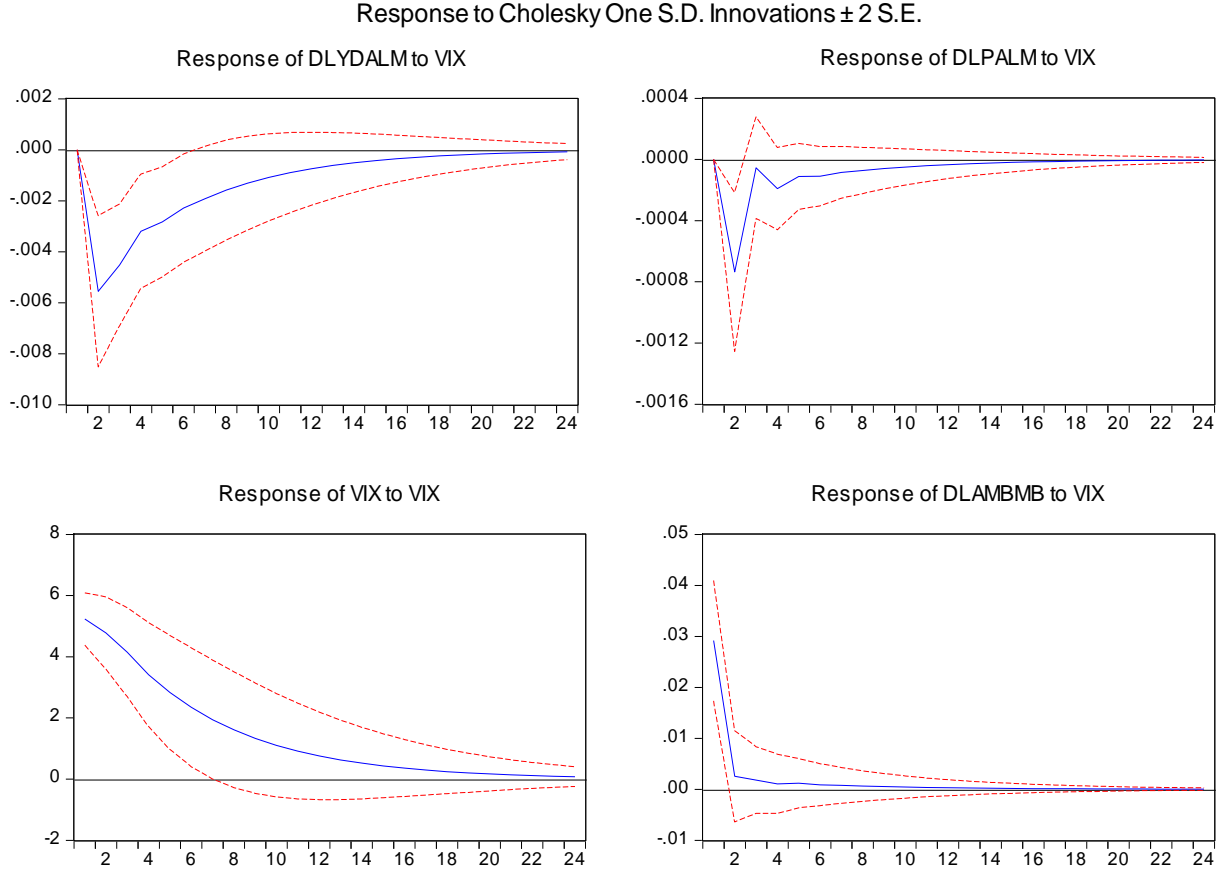 Response to Cholesky One S.D. Innovations ± 2 S.E.
Response of DLYDALM to VIX
.002
.000
-.002
-.004
-.006
-.008
-.010
2 4 6 8 10 12 14 16 18 20 22 24
Response of DLPALM to VIX
.0004
.0000
-.0004
-.0008
-.0012
-.0016
2 4 6 8 10 12 14 16 18 20 22 24
Response of VIX to VIX
8
6
4
2
0
-2
2 4 6 8 10 12 14 16 18 20 22 24
Response of DLAMBMB to VIX
.05
.04
.03
.02
.01
.00
-.01
2 4 6 8 10 12 14 16 18 20 22 24